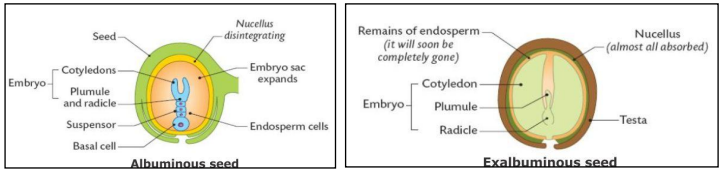 Nucellus
disintegrating
Seed
Cotyledons
Embryo sac
expands
Embryo
Plumule
and radicle
Suspensor
Endosperm cells
Basal cell
Albuminous seed
Remains of endosperm
(it will soon be
completely gone)
Nucellus
(almost all absorbed)
Cotyledon
Embryo
Plumule
Radicle
Testa
Exalbuminous seed